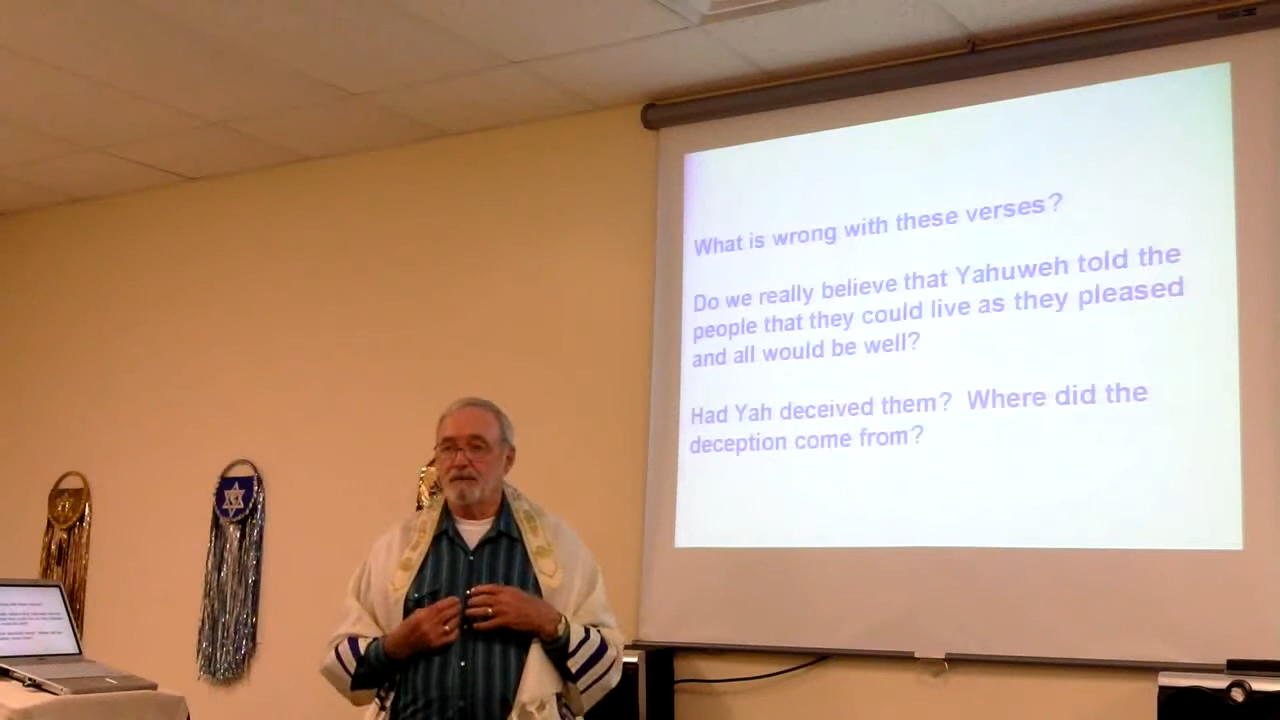 What is wrong with these verses?
Do we really believe that Yahuweh told the
people that they could live as they pleased
and all would be well?
Had Yah deceived them? Where did the
deception come from?